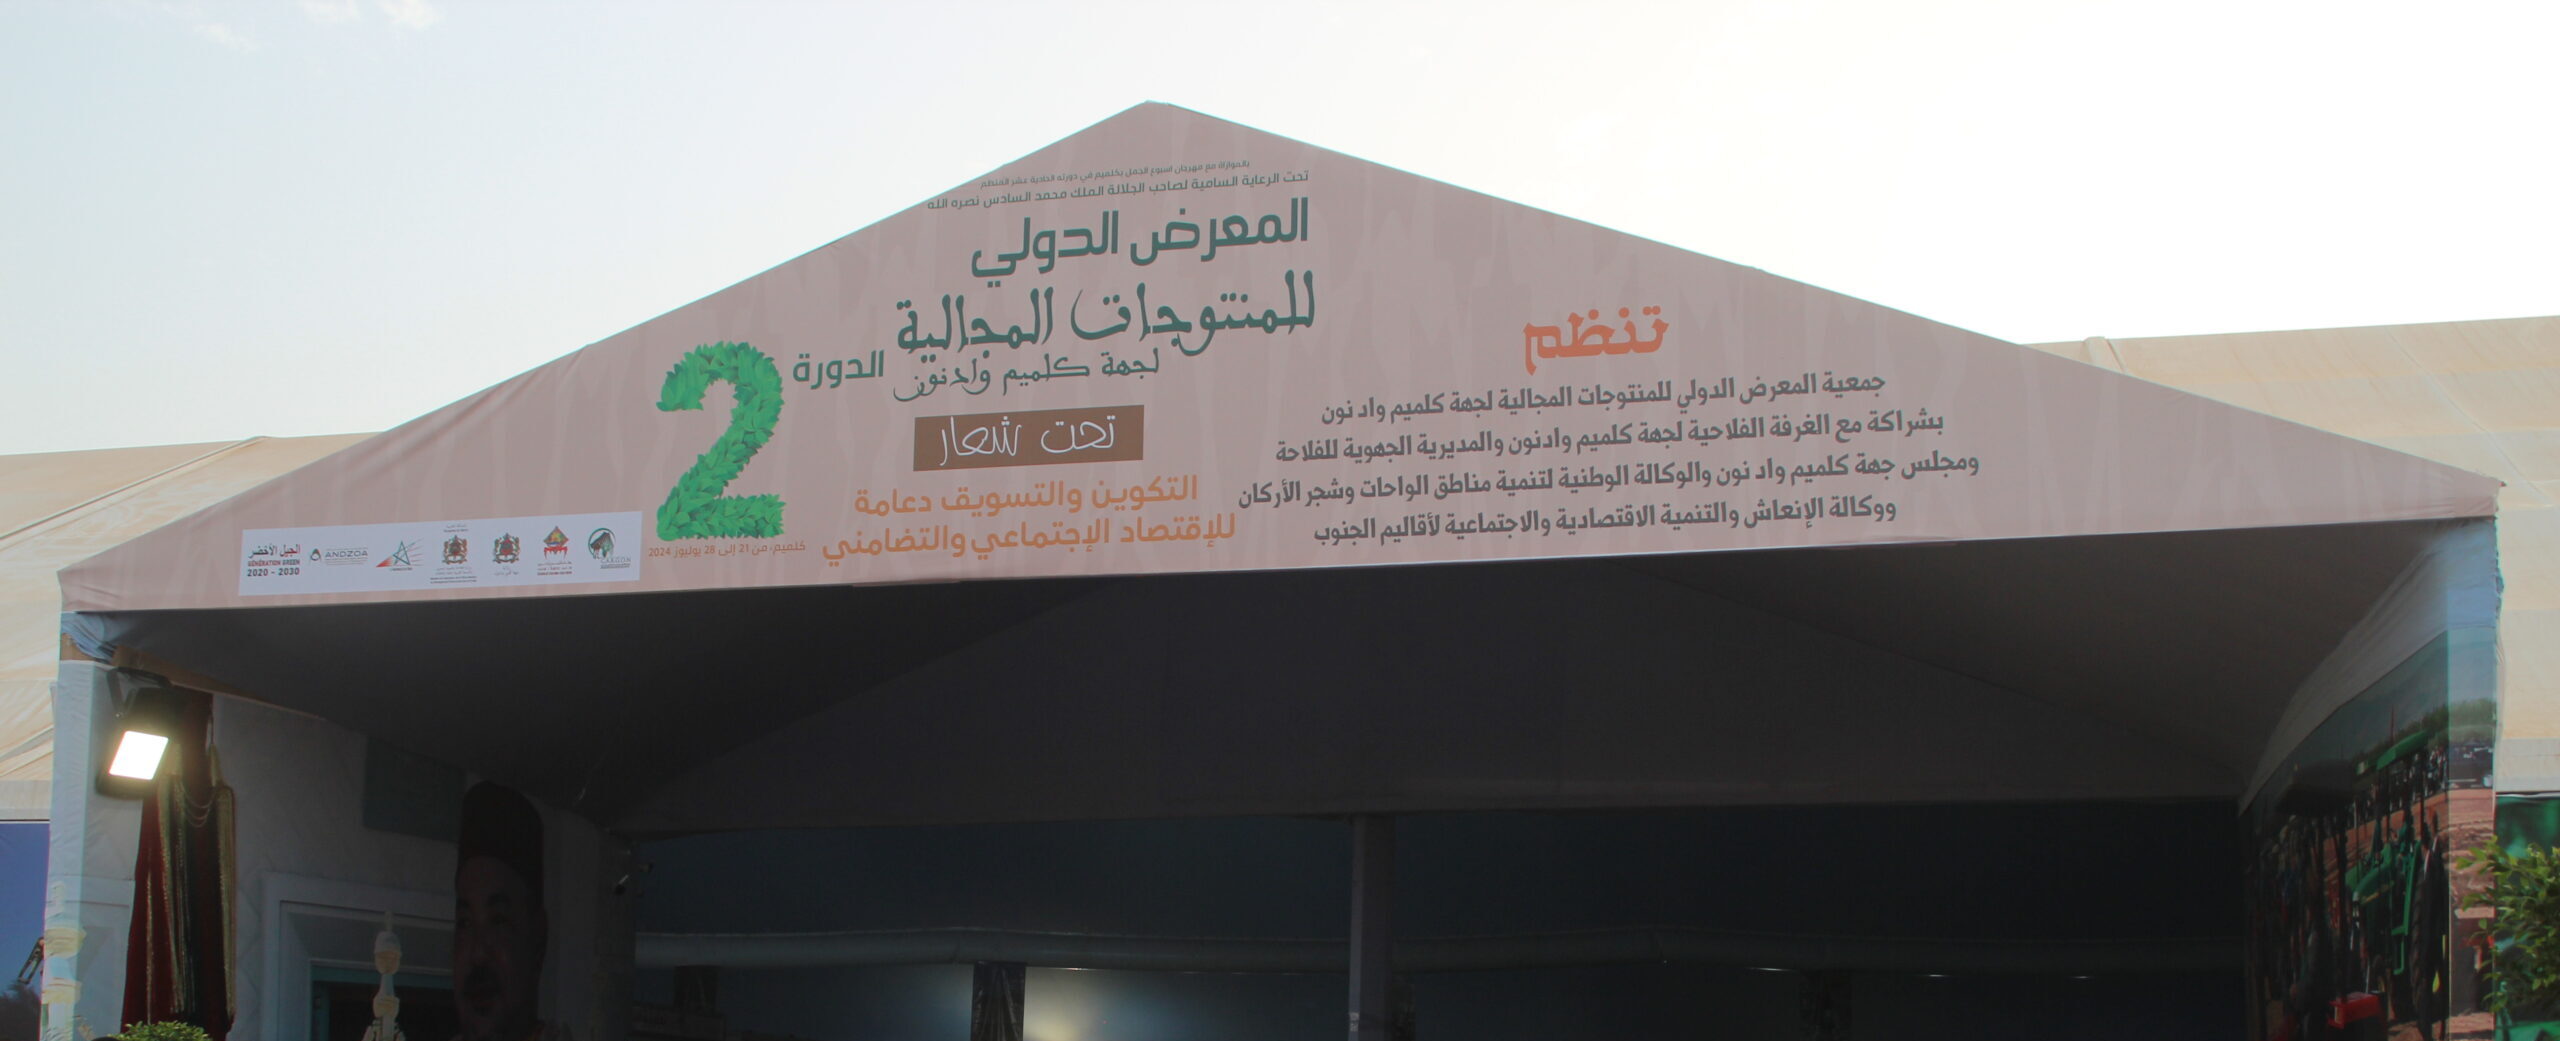 بالموازاة مع مهرجان اسبوع الجمل بكلميم في دورته الحادية عشر المنظم
تحت الرعاية السامية لصاحب الجلالة الملك محمد السادس نصره الله
المعرض الدولي
للمنتوجات المجالية
لجهة كلميم وادنون
الدورة 2
تحت شعار
التكوين والتسويق دعامة
للإقتصاد الإجتماعي والتضامني
كلميم، من 21 إلى 28 يوليوز 2024
تنظم
جمعية المعرض الدولي للمنتوجات المجالية لجهة كلميم واد نون
بشراكة مع الغرفة الفلاحية لجهة كلميم وادنون والمديرية الجهوية للفلاحة
ومجلس جهة كلميم واد نون والوكالة الوطنية لتنمية مناطق الواحات وشجر الأركان
ووكالة الإنعاش والتنمية الاقتصادية والاجتماعية لأقاليم الجنوب
الجيل الأخضر
GÉNÉRATION GREEN
2020 - 2030
ANDZOA